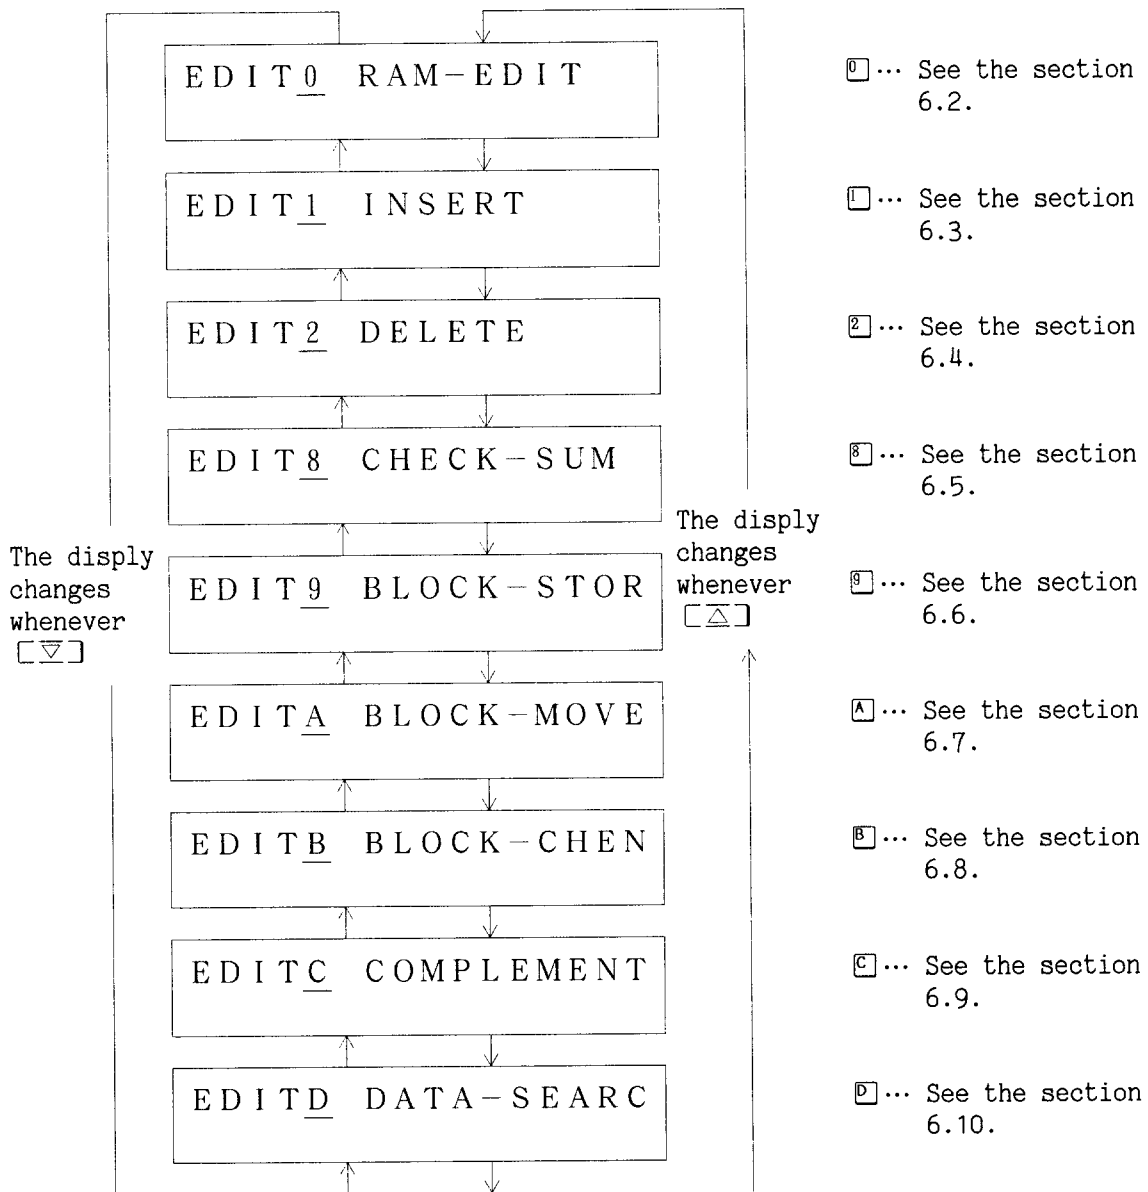 EDIT0 RAM-EDIT
0 ... See the section
6.2.
EDIT1 INSERT
1 ... See the section
6.3.
EDIT2 DELETE
2 ... See the section
6.4.
EDIT8 CHECK-SUM
8 ... See the section
6.5.
The disply
changes
whenever
[▽]
EDIT9 BLOCK-STOR
The disply
changes
whenever
[△]
9 ... See the section
6.6.
EDITA BLOCK-MOVE
A ... See the section
6.7.
EDITB BLOCK-CHEN
B ... See the section
6.8.
EDITC COMPLEMENT
C ... See the section
6.9.
EDITD DATA-SEARC
D ... See the section
6.10.